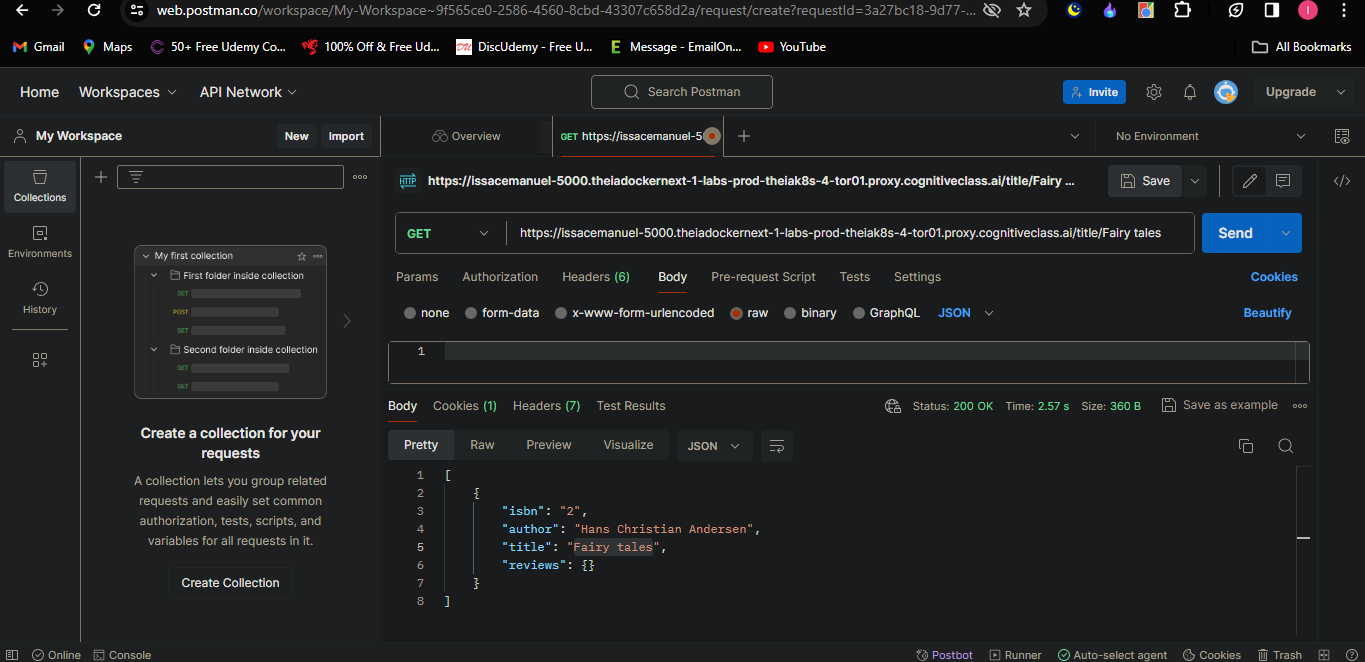 web.postman.co/workspace/My-Workspace~9f565ce0-2586-4560-8cbd-43307c658d2a/request/create?requestId=3a27bc18-9d77-...
I
Gmail
Maps
50+ Free Udemy Co...
100% Off & Free Ud...
DU DiscUdemy - Free U...
E Message - EmailOn...
YouTube
All Bookmarks
Home
Workspaces
API Network
Search Postman
Invite
Upgrade
My Workspace
New
Import
Overview
GET https://issacemanuel-50
No Environment
Collections
Environments
History
HTTP https://issacemanuel-5000.theiadockernext-1-labs-prod-theiak8s-4-tor01.proxy.cognitiveclass.ai/title/Fairy ...
Save
GET
https://issacemanuel-5000.theiadockernext-1-labs-prod-theiak8s-4-tor01.proxy.cognitiveclass.ai/title/Fairy tales
Send
Params
Authorization
Headers (6)
Body
Pre-request Script
Tests
Settings
Cookies
none
form-data
x-www-form-urlencoded
raw
binary
GraphQL
JSON
Beautify
1
My first collection
First folder inside collection
GET
POST
GET
Second folder inside collection
GET
GET
Create a collection for your
requests
A collection lets you group related
requests and easily set common
authorization, tests, scripts, and
variables for all requests in it.
Create Collection
Body
Cookies (1)
Headers (7)
Test Results
Status: 200 OK
Time: 2.57 s
Size: 360 B
Save as example
Pretty
Raw
Preview
Visualize
JSON
1 [
2 {
3 "isbn": "2",
4 "author": "Hans Christian Andersen",
5 "title": "Fairy tales",
6 "reviews": {}
7 }
8 ]
Online
Console
Postbot
Runner
Auto-select agent
Cookies
Trash